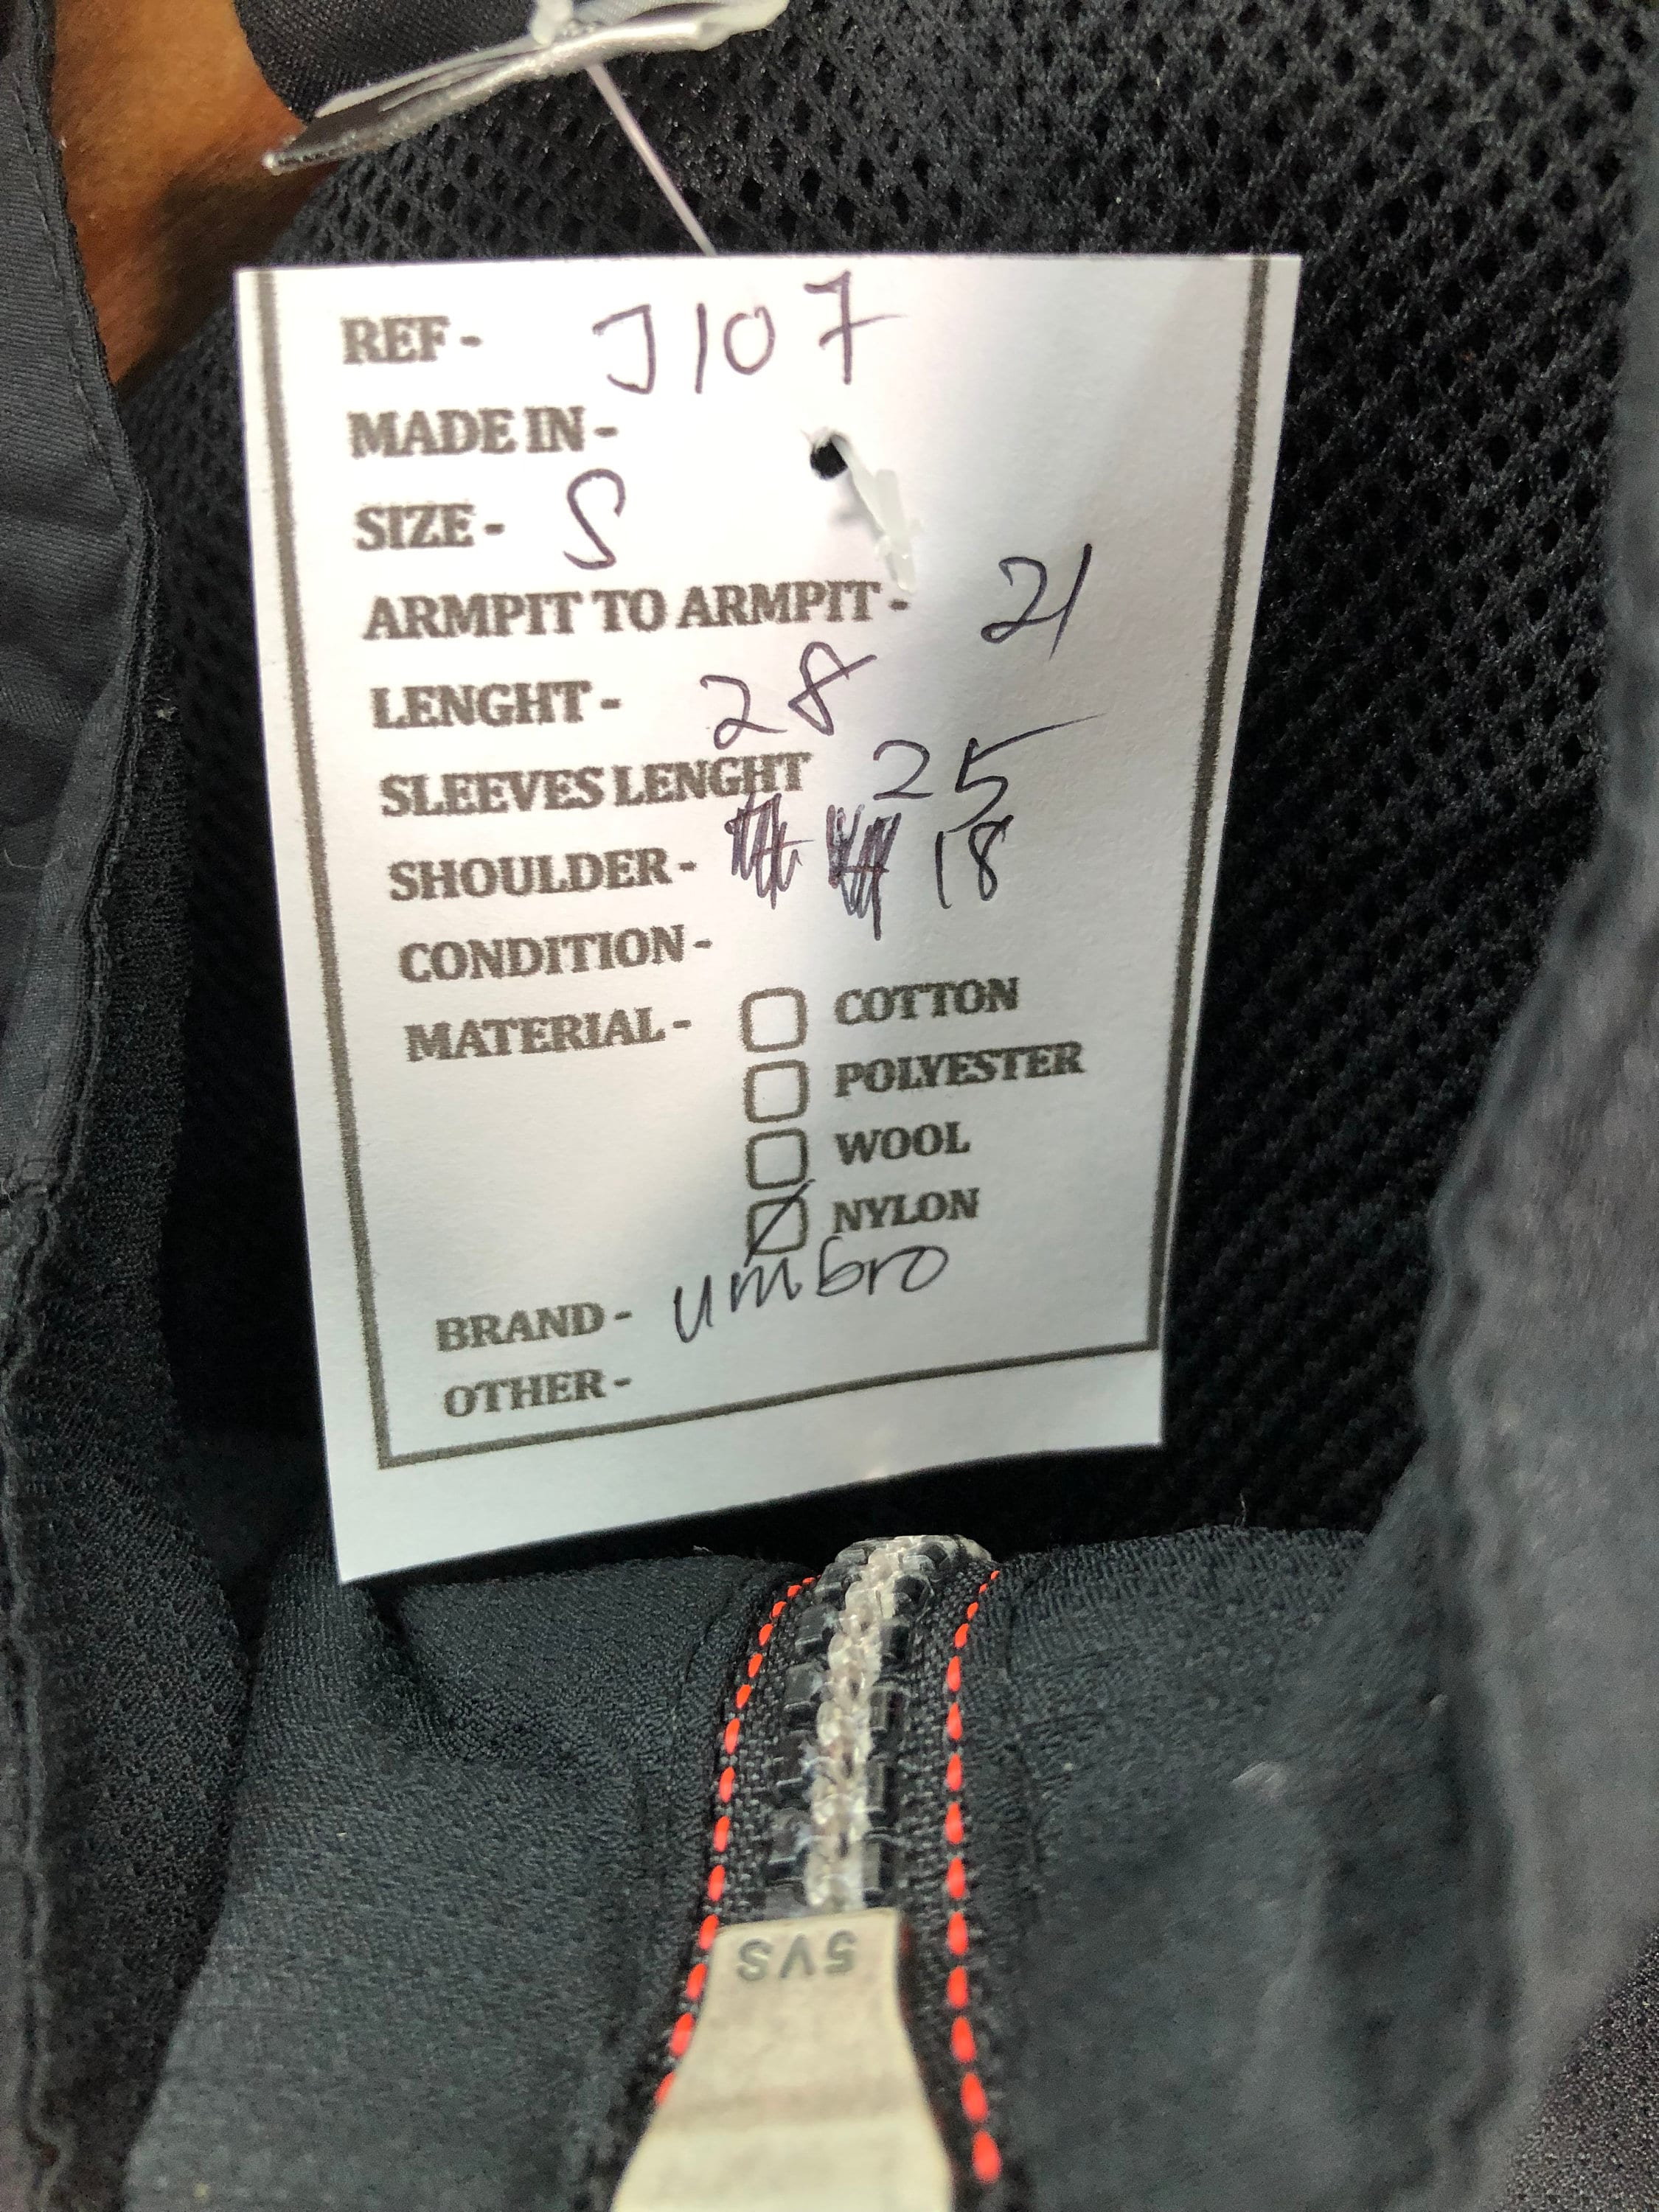 REF - J107
MADE IN -
SIZE - S
ARMPIT TO ARMPIT - 21
LENGHT - 28
SLEEVES LENGHT 25
SHOULDER - 18
CONDITION -
MATERIAL - COTTON
POLYESTER
WOOL
NYLON
BRAND - umbro
OTHER -
5VS